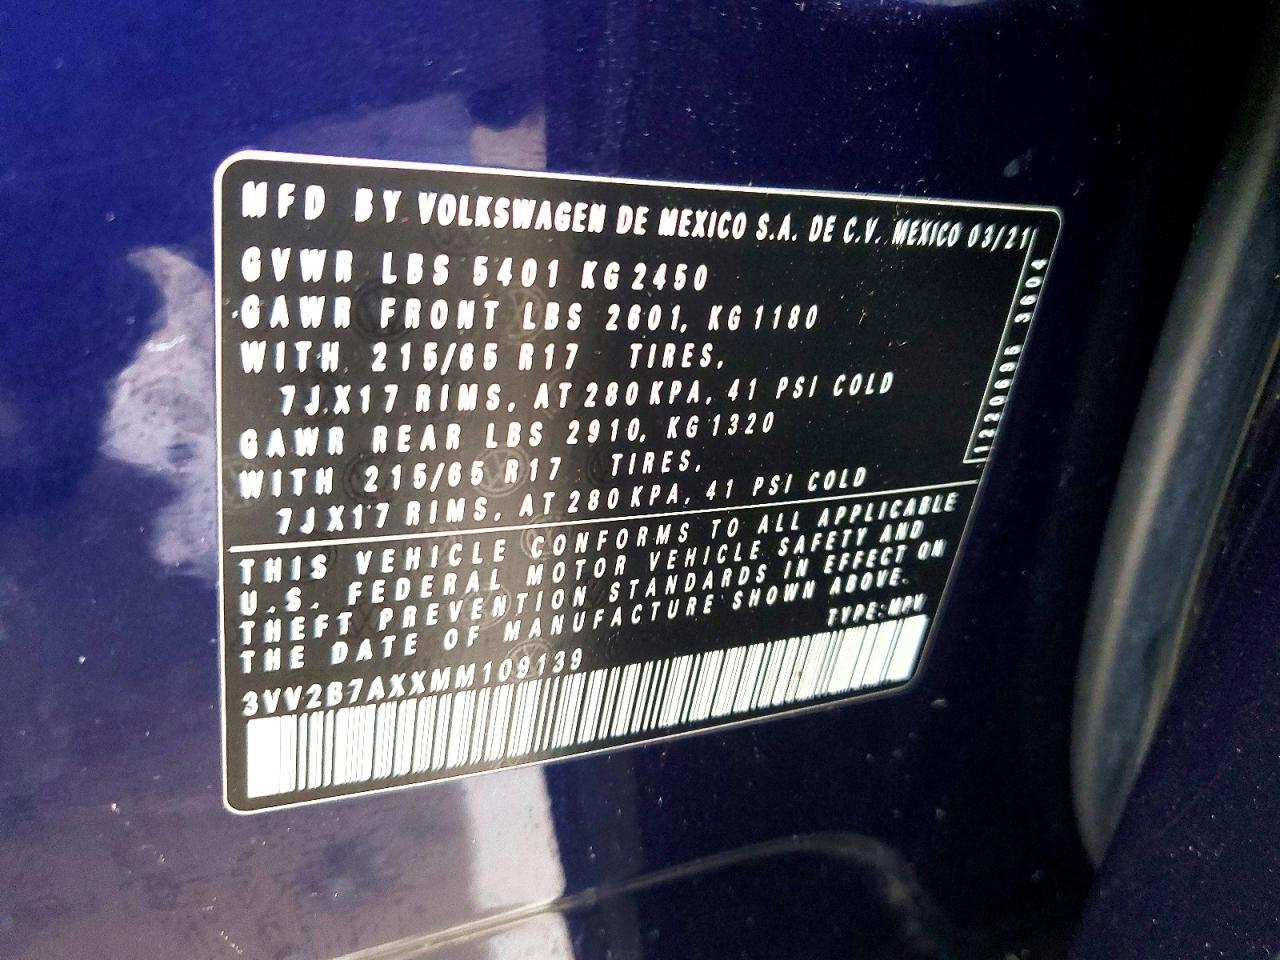 MFD BY VOLKSWAGEN DE MEXICO S.A. DE C.V. MEXICO 03/21
GVWR LBS 5401 KG 2450
GAWR FRONT LBS 2601, KG 1180
WITH 215/65 R17 TIRES,
7JX17 RIMS, AT 280 KPA, 41 PSI COLD
GAWR REAR LBS 2910, KG 1320
WITH 215/65 R17 TIRES,
7JX17 RIMS, AT 280 KPA, 41 PSI COLD
THIS VEHICLE CONFORMS TO ALL APPLICABLE
U.S. FEDERAL MOTOR VEHICLE SAFETY AND
THEFT PREVENTION STANDARDS IN EFFECT ON
THE DATE OF MANUFACTURE SHOWN ABOVE.
TYPE: MPV
3VV2B7AXXMM109139
1220695 3604